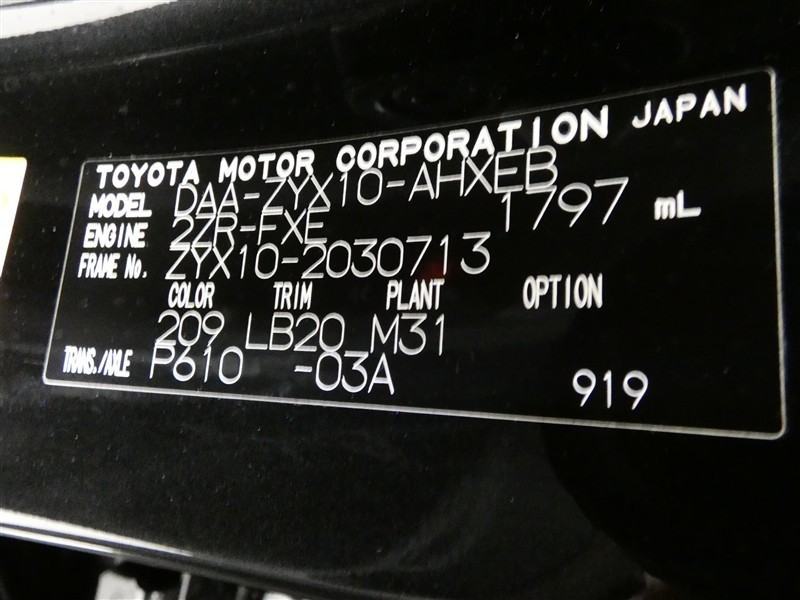 TOYOTA MOTOR CORPORATION JAPAN
MODEL DAA-ZYX10-AHXEB
ENGINE 2ZR-FXE 1797 mL
FRAME No. ZYX10-2030713
COLOR TRIM PLANT OPTION
209 LB20 M31
TRANS./AXLE P610 -03A 919